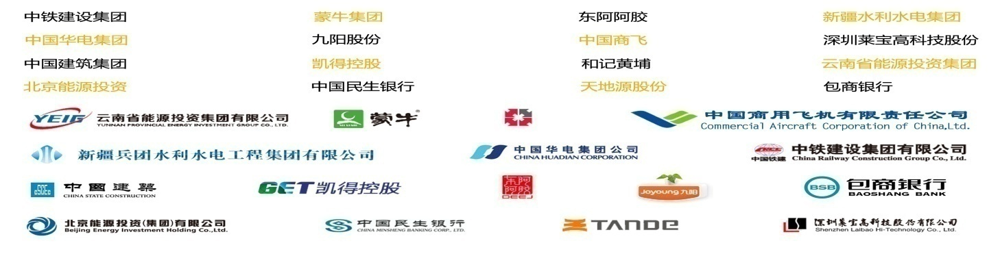 中铁建设集团 蒙牛集团 东阿阿胶 新疆水利水电集团
中国华电集团 九阳股份 中国商飞 深圳莱宝高科技股份
中国建筑集团 凯得控股 和记黄埔 云南省能源投资集团
北京能源投资 中国民生银行 天地源股份 包商银行
YEIG 云南省能源投资集团有限公司
YUNNAN PROVINCIAL ENERGY INVESTMENT GROUP CO., LTD.
蒙牛
中国商用飞机有限责任公司
Commercial Aircraft Corporation of China,Ltd.
新疆兵团水利水电工程集团有限公司
中国华电集团公司
CHINA HUADIAN CORPORATION
中国铁建
中铁建设集团有限公司
China Railway Construction Group Co., Ltd.
CSCEC
中國建築
CHINA STATE CONSTRUCTION
GET 凯得控股
东阿阿胶
DEEJ
Joyoung九阳
BSB 包商银行
BAOSHANG BANK
北京能源投资(集团)有限公司
Beijing Energy Investment Holding Co.,Ltd.
中国民生银行
CHINA MINSHENG BANKING CORP., LTD.
TANDE
深圳莱宝高科技股份有限公司
Shenzhen Laibao Hi-Technology Co., Ltd.